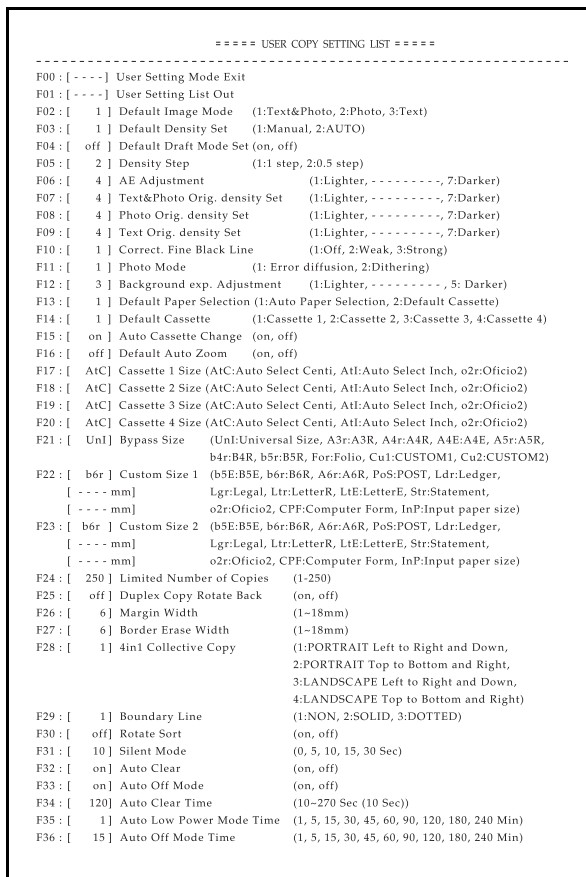 ===== USER COPY SETTING LIST =====
F00 : [ - - - - ] User Setting Mode Exit
F01 : [ - - - - ] User Setting List Out
F02 : [ 1 ] Default Image Mode (1:Text&Photo, 2:Photo, 3:Text)
F03 : [ 1 ] Default Density Set (1:Manual, 2:AUTO)
F04 : [ off ] Default Draft Mode Set (on, off)
F05 : [ 2 ] Density Step (1:1 step, 2:0.5 step)
F06 : [ 4 ] AE Adjustment (1:Lighter, - - - - - - - - -, 7:Darker)
F07 : [ 4 ] Text&Photo Orig. density Set (1:Lighter, - - - - - - - - -, 7:Darker)
F08 : [ 4 ] Photo Orig. density Set (1:Lighter, - - - - - - - - -, 7:Darker)
F09 : [ 4 ] Text Orig. density Set (1:Lighter, - - - - - - - - -, 7:Darker)
F10 : [ 1 ] Correct. Fine Black Line (1:Off, 2:Weak, 3:Strong)
F11 : [ 1 ] Photo Mode (1: Error diffusion, 2:Dithering)
F12 : [ 3 ] Background exp. Adjustment (1:Lighter, - - - - - - - - - , 5: Darker)
F13 : [ 1 ] Default Paper Selection (1:Auto Paper Selection, 2:Default Cassette)
F14 : [ 1 ] Default Cassette (1:Cassette 1, 2:Cassette 2, 3:Cassette 3, 4:Cassette 4)
F15 : [ on ] Auto Cassette Change (on, off)
F16 : [ off ] Default Auto Zoom (on, off)
F17 : [ AtC] Cassette 1 Size (AtC:Auto Select Centi, AtI:Auto Select Inch, o2r:Oficio2)
F18 : [ AtC] Cassette 2 Size (AtC:Auto Select Centi, AtI:Auto Select Inch, o2r:Oficio2)
F19 : [ AtC] Cassette 3 Size (AtC:Auto Select Centi, AtI:Auto Select Inch, o2r:Oficio2)
F20 : [ AtC] Cassette 4 Size (AtC:Auto Select Centi, AtI:Auto Select Inch, o2r:Oficio2)
F21 : [ UnI] Bypass Size (UnI:Universal Size, A3r:A3R, A4r:A4R, A4E:A4E, A5r:A5R,
b4r:B4R, b5r:B5R, For:Folio, Cu1:CUSTOM1, Cu2:CUSTOM2)
F22 : [ b6r ] Custom Size 1 (b5E:B5E, b6r:B6R, A6r:A6R, PoS:POST, Ldr:Ledger,
[ - - - - mm] Lgr:Legal, Ltr:LetterR, LtE:LetterE, Str:Statement,
[ - - - - mm] o2r:Oficio2, CPF:Computer Form, InP:Input paper size)
F23 : [ b6r ] Custom Size 2 (b5E:B5E, b6r:B6R, A6r:A6R, PoS:POST, Ldr:Ledger,
[ - - - - mm] Lgr:Legal, Ltr:LetterR, LtE:LetterE, Str:Statement,
[ - - - - mm] o2r:Oficio2, CPF:Computer Form, InP:Input paper size)
F24 : [ 250 ] Limited Number of Copies (1-250)
F25 : [ off ] Duplex Copy Rotate Back (on, off)
F26 : [ 6 ] Margin Width (1~18mm)
F27 : [ 6 ] Border Erase Width (1~18mm)
F28 : [ 1 ] 4in1 Collective Copy (1:PORTRAIT Left to Right and Down,
2:PORTRAIT Top to Bottom and Right,
3:LANDSCAPE Left to Right and Down,
4:LANDSCAPE Top to Bottom and Right)
F29 : [ 1 ] Boundary Line (1:NON, 2:SOLID, 3:DOTTED)
F30 : [ off] Rotate Sort (on, off)
F31 : [ 10 ] Silent Mode (0, 5, 10, 15, 30 Sec)
F32 : [ on] Auto Clear (on, off)
F33 : [ on] Auto Off Mode (on, off)
F34 : [ 120] Auto Clear Time (10~270 Sec (10 Sec))
F35 : [ 1 ] Auto Low Power Mode Time (1, 5, 15, 30, 45, 60, 90, 120, 180, 240 Min)
F36 : [ 15 ] Auto Off Mode Time (1, 5, 15, 30, 45, 60, 90, 120, 180, 240 Min)